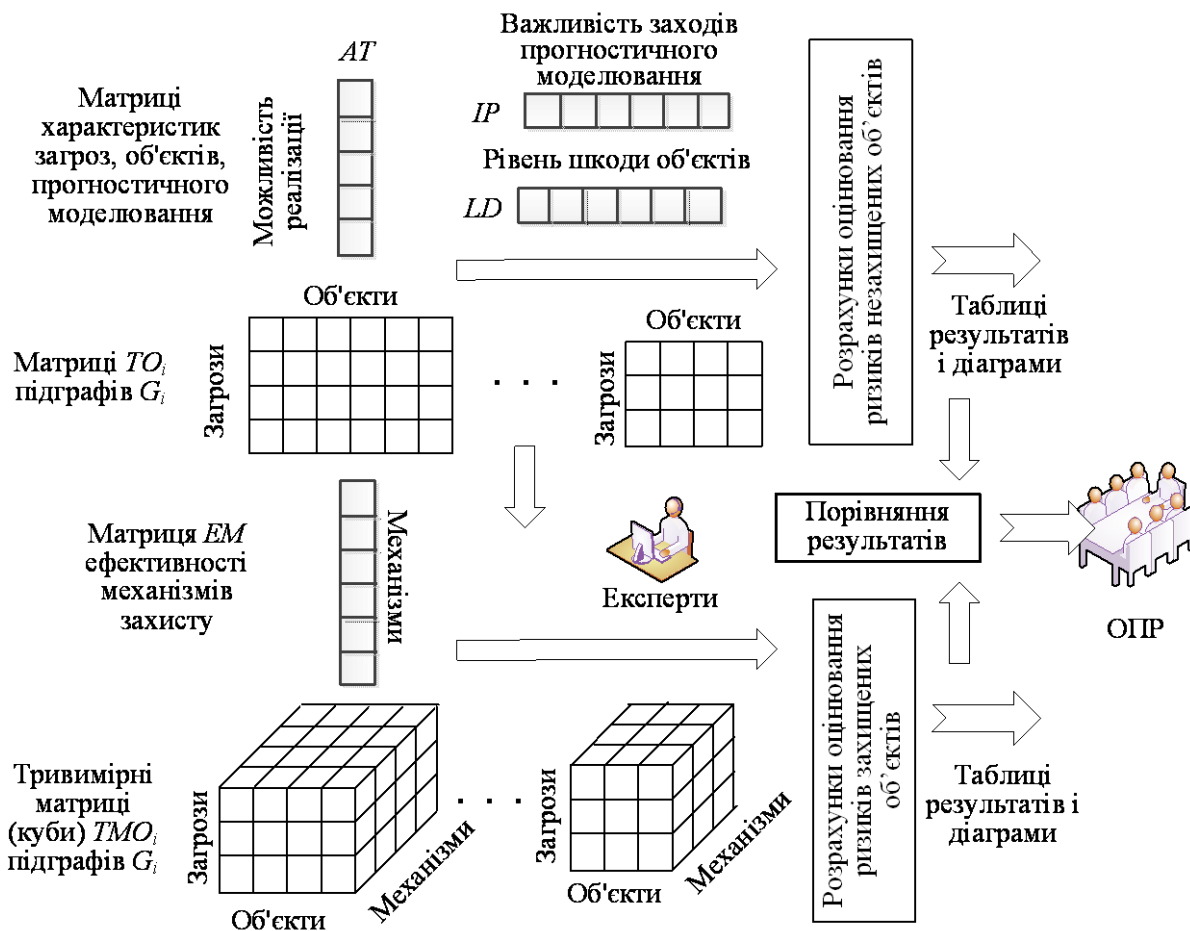 Матриці
характеристик
загроз, об'єктів,
прогностичного
моделювання
AT
Можливість
реалізації
Важливість заходів
прогностичного
моделювання
IP
Рівень шкоди об'єктів
LD
Розрахунки оцінювання
ризиків незахищених об’єктів
Таблиці
результатів
і діаграми
Матриці TOi
підграфів Gi
Об'єкти
Загрози
. . .
Об'єкти
Загрози
Матриця EM
ефективності
механізмів
захисту
Механізми
Експерти
Порівняння
результатів
ОПР
Тривимірні
матриці
(куби) TMOi
підграфів Gi
Загрози
Об'єкти
Механізми
. . .
Загрози
Об'єкти
Механізми
Розрахунки оцінювання
ризиків захищених
об’єктів
Таблиці
результатів і
діаграми